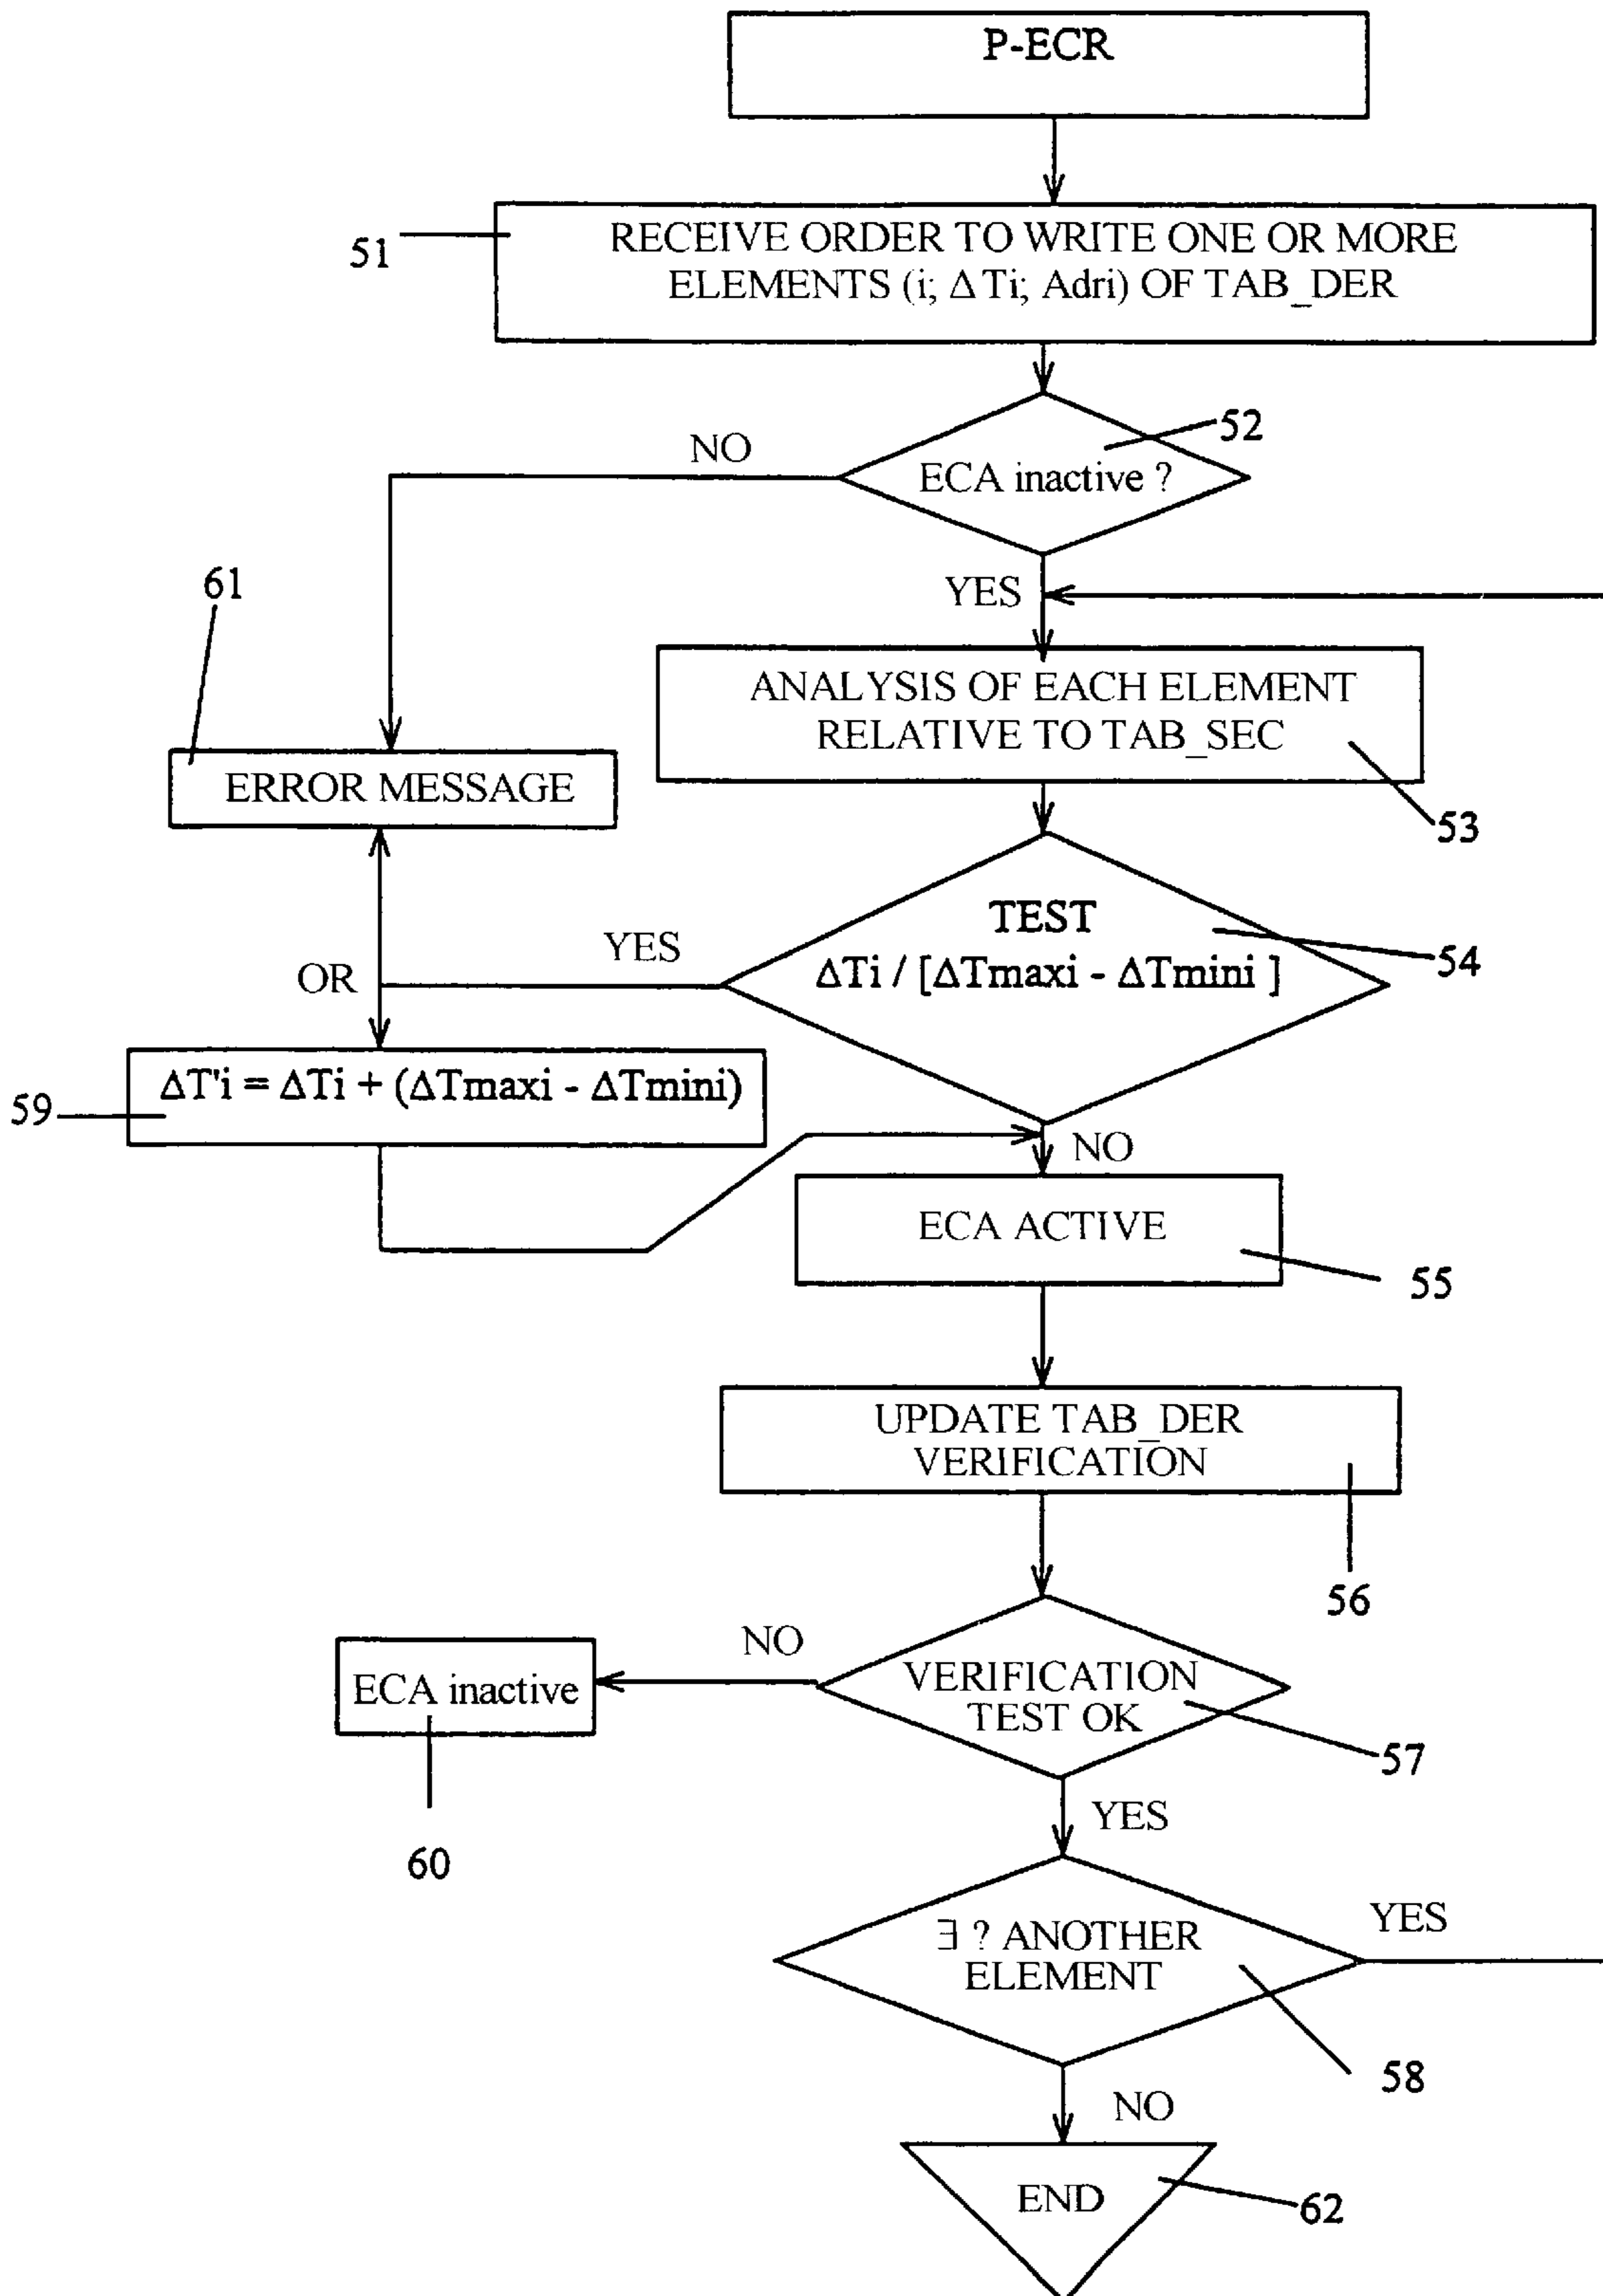 P-ECR
51
RECEIVE ORDER TO WRITE ONE OR MORE
ELEMENTS (i; ΔTi; Adri) OF TAB_DER
52
NO
ECA inactive ?
61
YES
ANALYSIS OF EACH ELEMENT
RELATIVE TO TAB_SEC
ERROR MESSAGE
53
TEST
YES
54
OR
ΔTi / [ΔTmaxi - ΔTmini ]
ΔT'i = ΔTi + (ΔTmaxi - ΔTmini)
59
NO
ECA ACTIVE
55
UPDATE TAB_DER
VERIFICATION
56
NO
ECA inactive
VERIFICATION
TEST OK
57
YES
60
YES
∃ ? ANOTHER
ELEMENT
58
NO
END
62